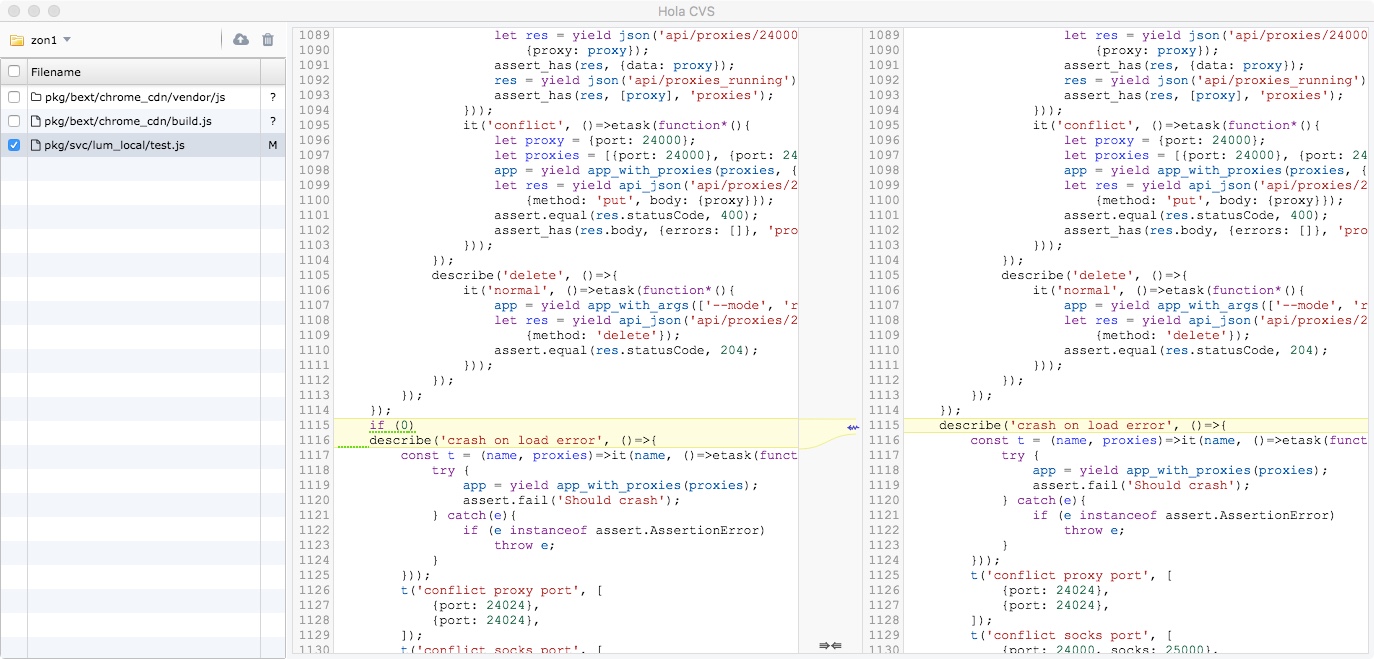 Hola CVS
zon1
Filename
pkg/bext/chrome_cdn/vendor/js ?
pkg/bext/chrome_cdn/build.js ?
pkg/svc/lum_local/test.js M
1089 let res = yield json('api/proxies/24000
1090 {proxy: proxy});
1091 assert_has(res, {data: proxy});
1092 res = yield json('api/proxies_running')
1093 assert_has(res, [proxy], 'proxies');
1094 }));
1095 it('conflict', ()=>etask(function*(){
1096 let proxy = {port: 24000};
1097 let proxies = [{port: 24000}, {port: 24
1098 app = yield app_with_proxies(proxies, {
1099 let res = yield api_json('api/proxies/2
1100 {method: 'put', body: {proxy}});
1101 assert.equal(res.statusCode, 400);
1102 assert_has(res.body, {errors: []}, 'pro
1103 }));
1104 });
1105 describe('delete', ()=>{
1106 it('normal', ()=>etask(function*(){
1107 app = yield app_with_args(['--mode', 'r
1108 let res = yield api_json('api/proxies/2
1109 {method: 'delete'});
1110 assert.equal(res.statusCode, 204);
1111 }));
1112 });
1113 });
1114 });
1115 if (0)
1116 describe('crash on load error', ()=>{
1117 const t = (name, proxies)=>it(name, ()=>etask(funct
1118 try {
1119 app = yield app_with_proxies(proxies);
1120 assert.fail('Should crash');
1121 } catch(e){
1122 if (e instanceof assert.AssertionError)
1123 throw e;
1124 }
1125 }));
1126 t('conflict proxy port', [
1127 {port: 24024},
1128 {port: 24024},
1129 ]);
1130 t('conflict socks port', [
1089 let res = yield json('api/proxies/24000
1090 {proxy: proxy});
1091 assert_has(res, {data: proxy});
1092 res = yield json('api/proxies_running')
1093 assert_has(res, [proxy], 'proxies');
1094 }));
1095 it('conflict', ()=>etask(function*(){
1096 let proxy = {port: 24000};
1097 let proxies = [{port: 24000}, {port: 24
1098 app = yield app_with_proxies(proxies, {
1099 let res = yield api_json('api/proxies/2
1100 {method: 'put', body: {proxy}});
1101 assert.equal(res.statusCode, 400);
1102 assert_has(res.body, {errors: []}, 'pro
1103 }));
1104 });
1105 describe('delete', ()=>{
1106 it('normal', ()=>etask(function*(){
1107 app = yield app_with_args(['--mode', 'r
1108 let res = yield api_json('api/proxies/2
1109 {method: 'delete'});
1110 assert.equal(res.statusCode, 204);
1111 }));
1112 });
1113 });
1114 });
1115 describe('crash on load error', ()=>{
1116 const t = (name, proxies)=>it(name, ()=>etask(funct
1117 try {
1118 app = yield app_with_proxies(proxies);
1119 assert.fail('Should crash');
1120 } catch(e){
1121 if (e instanceof assert.AssertionError)
1122 throw e;
1123 }
1124 }));
1125 t('conflict proxy port', [
1126 {port: 24024},
1127 {port: 24024},
1128 ]);
1129 t('conflict socks port', [
1130 {port: 24000, socks: 25000},